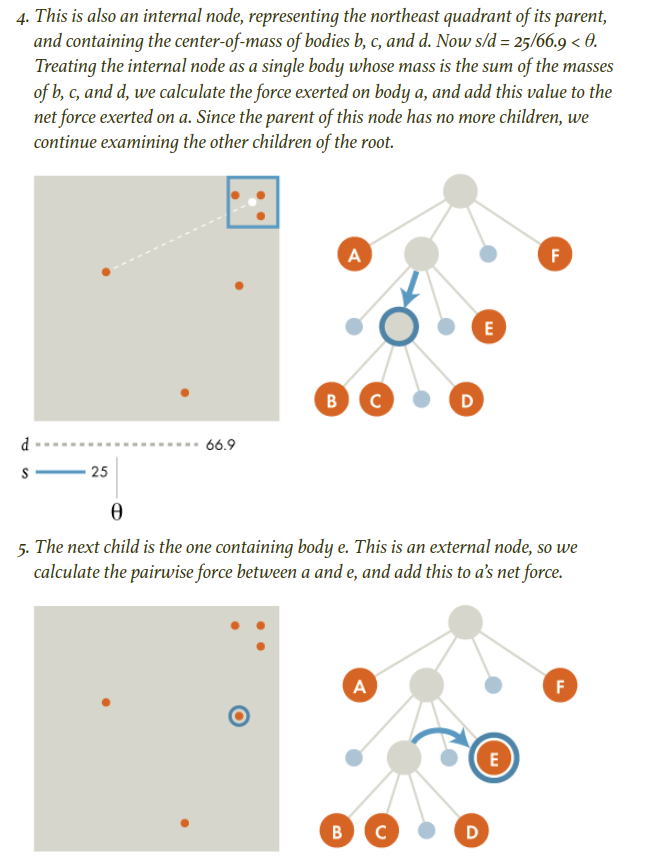 4. This is also an internal node, representing the northeast quadrant of its parent,
and containing the center-of-mass of bodies b, c, and d. Now s/d = 25/66.9 < θ.
Treating the internal node as a single body whose mass is the sum of the masses
of b, c, and d, we calculate the force exerted on body a, and add this value to the
net force exerted on a. Since the parent of this node has no more children, we
continue examining the other children of the root.
A
F
E
B C D
d 66.9
s 25
θ
5. The next child is the one containing body e. This is an external node, so we
calculate the pairwise force between a and e, and add this to a's net force.
A
F
E
B C D